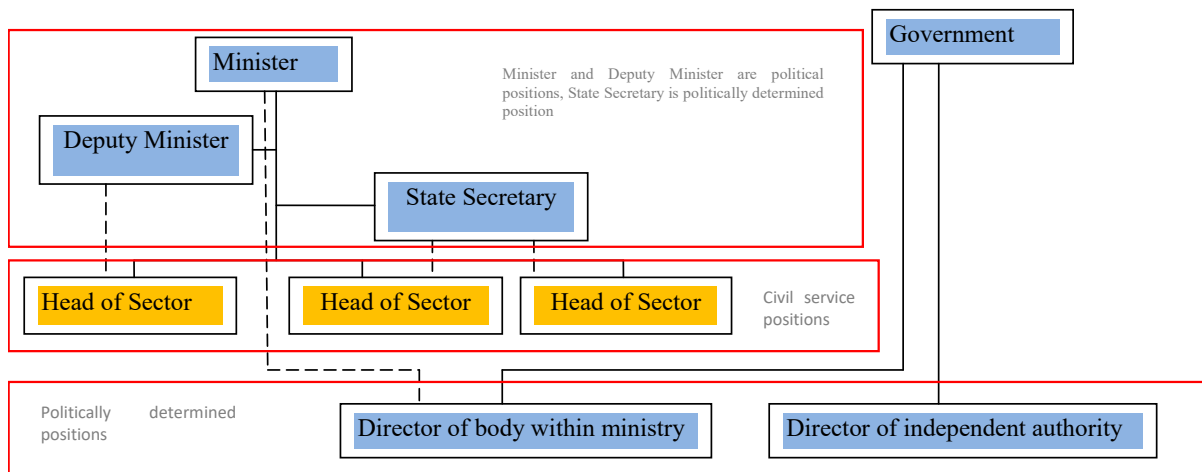 Government
Minister
Minister and Deputy Minister are political
positions, State Secretary is politically determined
position
Deputy Minister
State Secretary
Head of Sector
Head of Sector
Head of Sector
Civil service
positions
Politically determined
positions
Director of body within ministry
Director of independent authority